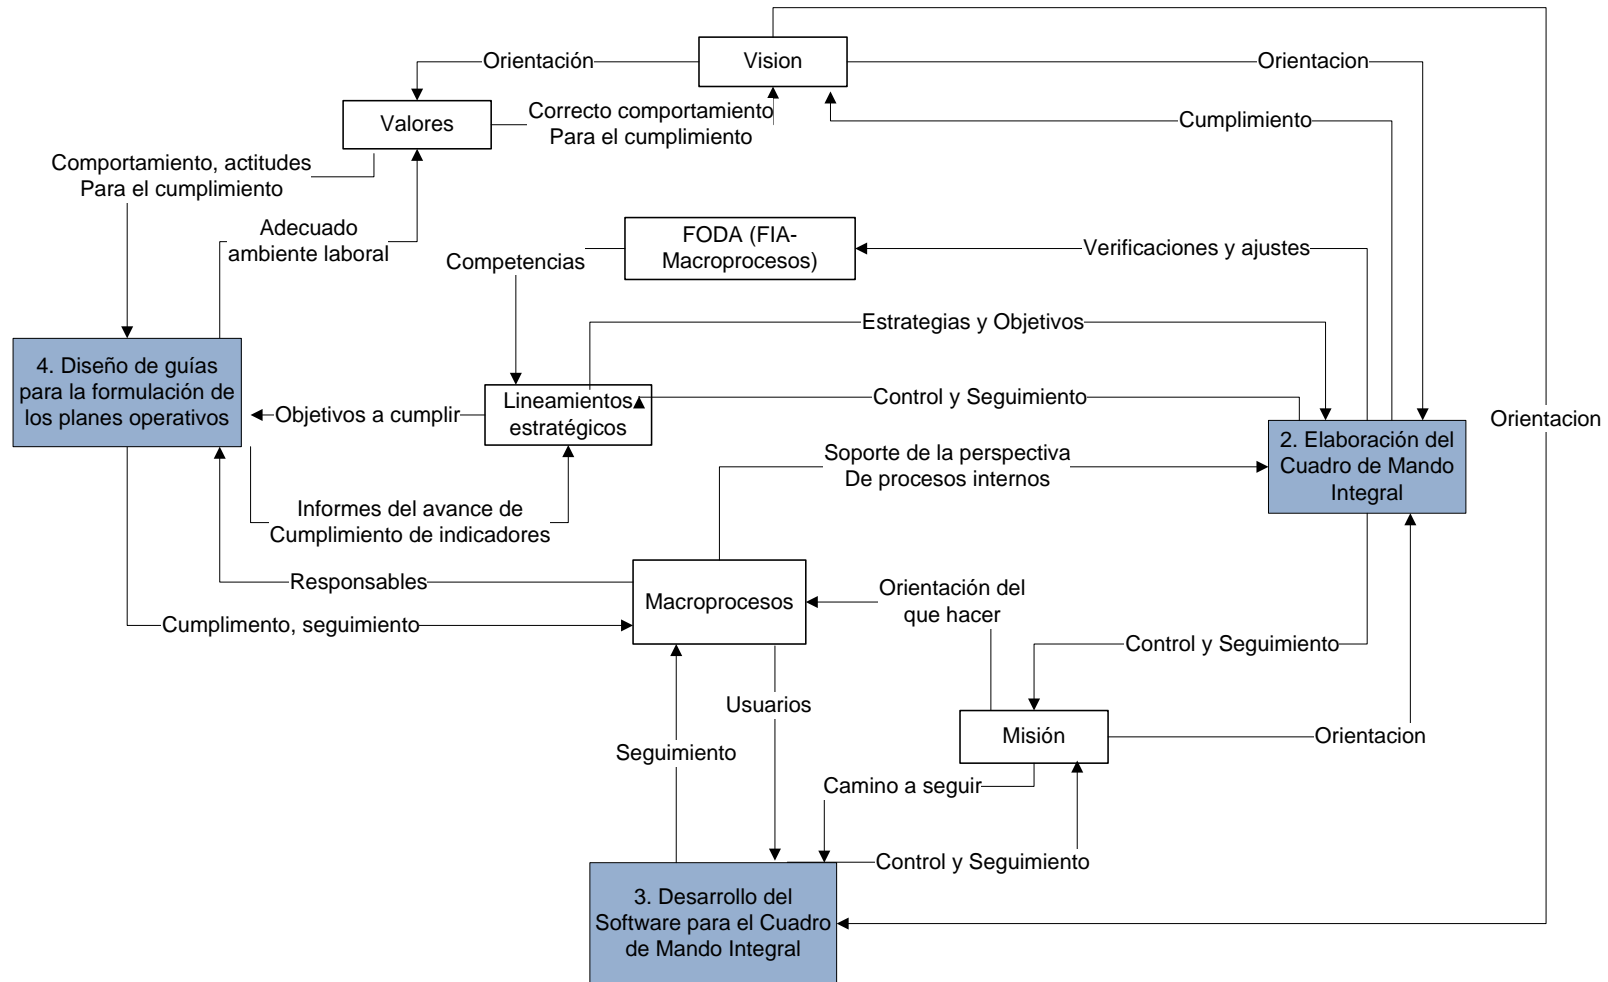 Orientación
Vision
Orientacion
Valores
Correcto comportamiento
Para el cumplimiento
Cumplimiento
Comportamiento, actitudes
Para el cumplimiento
Adecuado
ambiente laboral
FODA (FIA-
Macroprocesos)
Competencias
Verificaciones y ajustes
Estrategias y Objetivos
4. Diseño de guías
para la formulación de
los planes operativos
Objetivos a cumplir
Lineamientos
estratégicos
Control y Seguimiento
Orientacion
2. Elaboración del
Cuadro de Mando
Integral
Soporte de la perspectiva
De procesos internos
Informes del avance de
Cumplimiento de indicadores
Responsables
Macroprocesos
Orientación del
que hacer
Cumplimento, seguimiento
Control y Seguimiento
Usuarios
Misión
Orientacion
Seguimiento
Camino a seguir
Control y Seguimiento
3. Desarrollo del
Software para el Cuadro
de Mando Integral